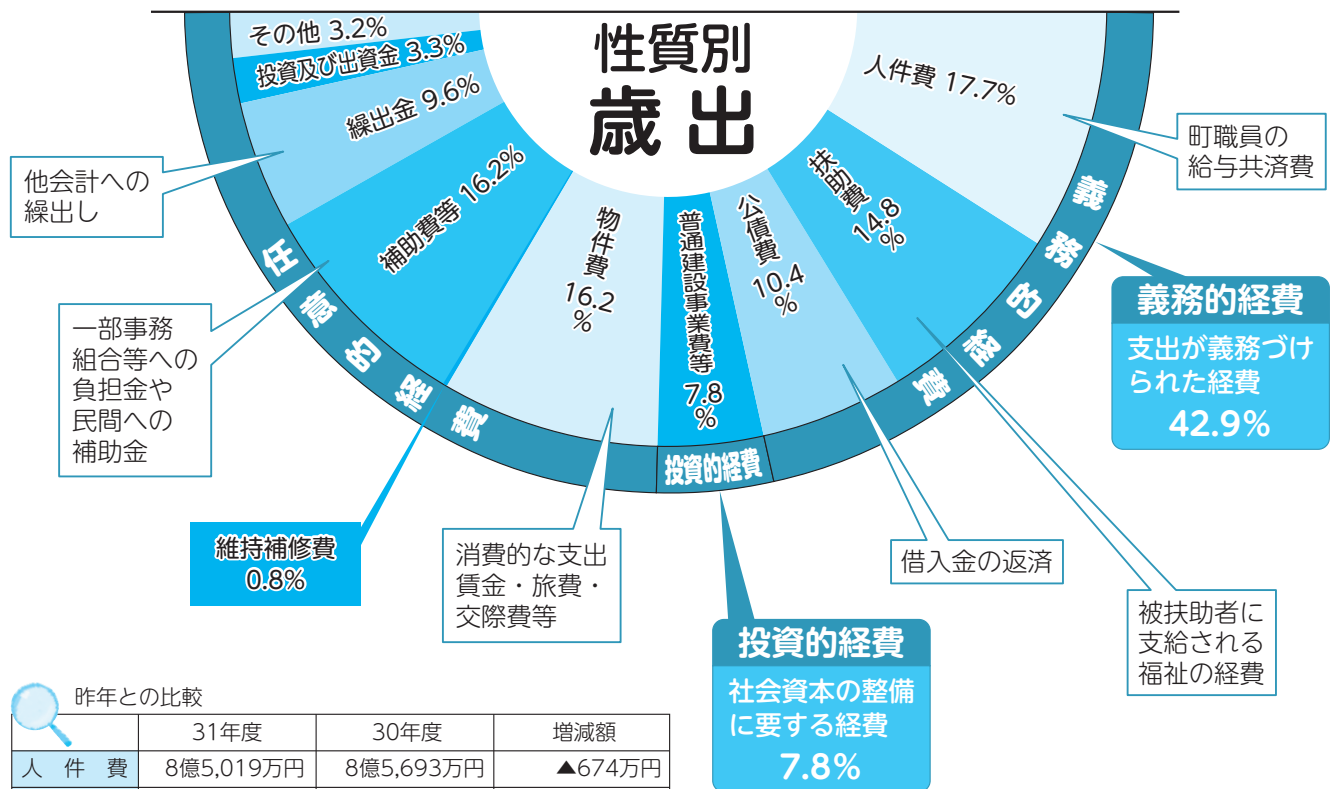 性質別
歳出
その他 3.2%
投資及び出資金 3.3%
繰出金 9.6%
補助費等 16.2%
物件費
16.2
%
普通建設事業費等
7.8
%
公債費
10.4
%
扶助費
14.8
%
人件費 17.7%
任意的経費
投資的経費
義務的経費
他会計への
繰出し
一部事務
組合等への
負担金や
民間への
補助金
維持補修費
0.8%
消費的な支出
賃金・旅費・
交際費等
投資的経費
社会資本の整備
に要する経費
7.8%
借入金の返済
被扶助者に
支給される
福祉の経費
義務的経費
支出が義務づけ
られた経費
42.9%
町職員の
給与共済費
昨年との比較
31年度 30年度 増減額
人件費 8億5,019万円 8億5,693万円 ▲674万円